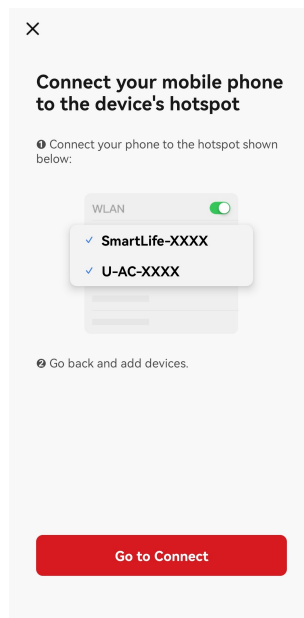 Connect your mobile phone
to the device's hotspot
❶ Connect your phone to the hotspot shown
below:
WLAN
SmartLife-XXXX
U-AC-XXXX
❷ Go back and add devices.
Go to Connect